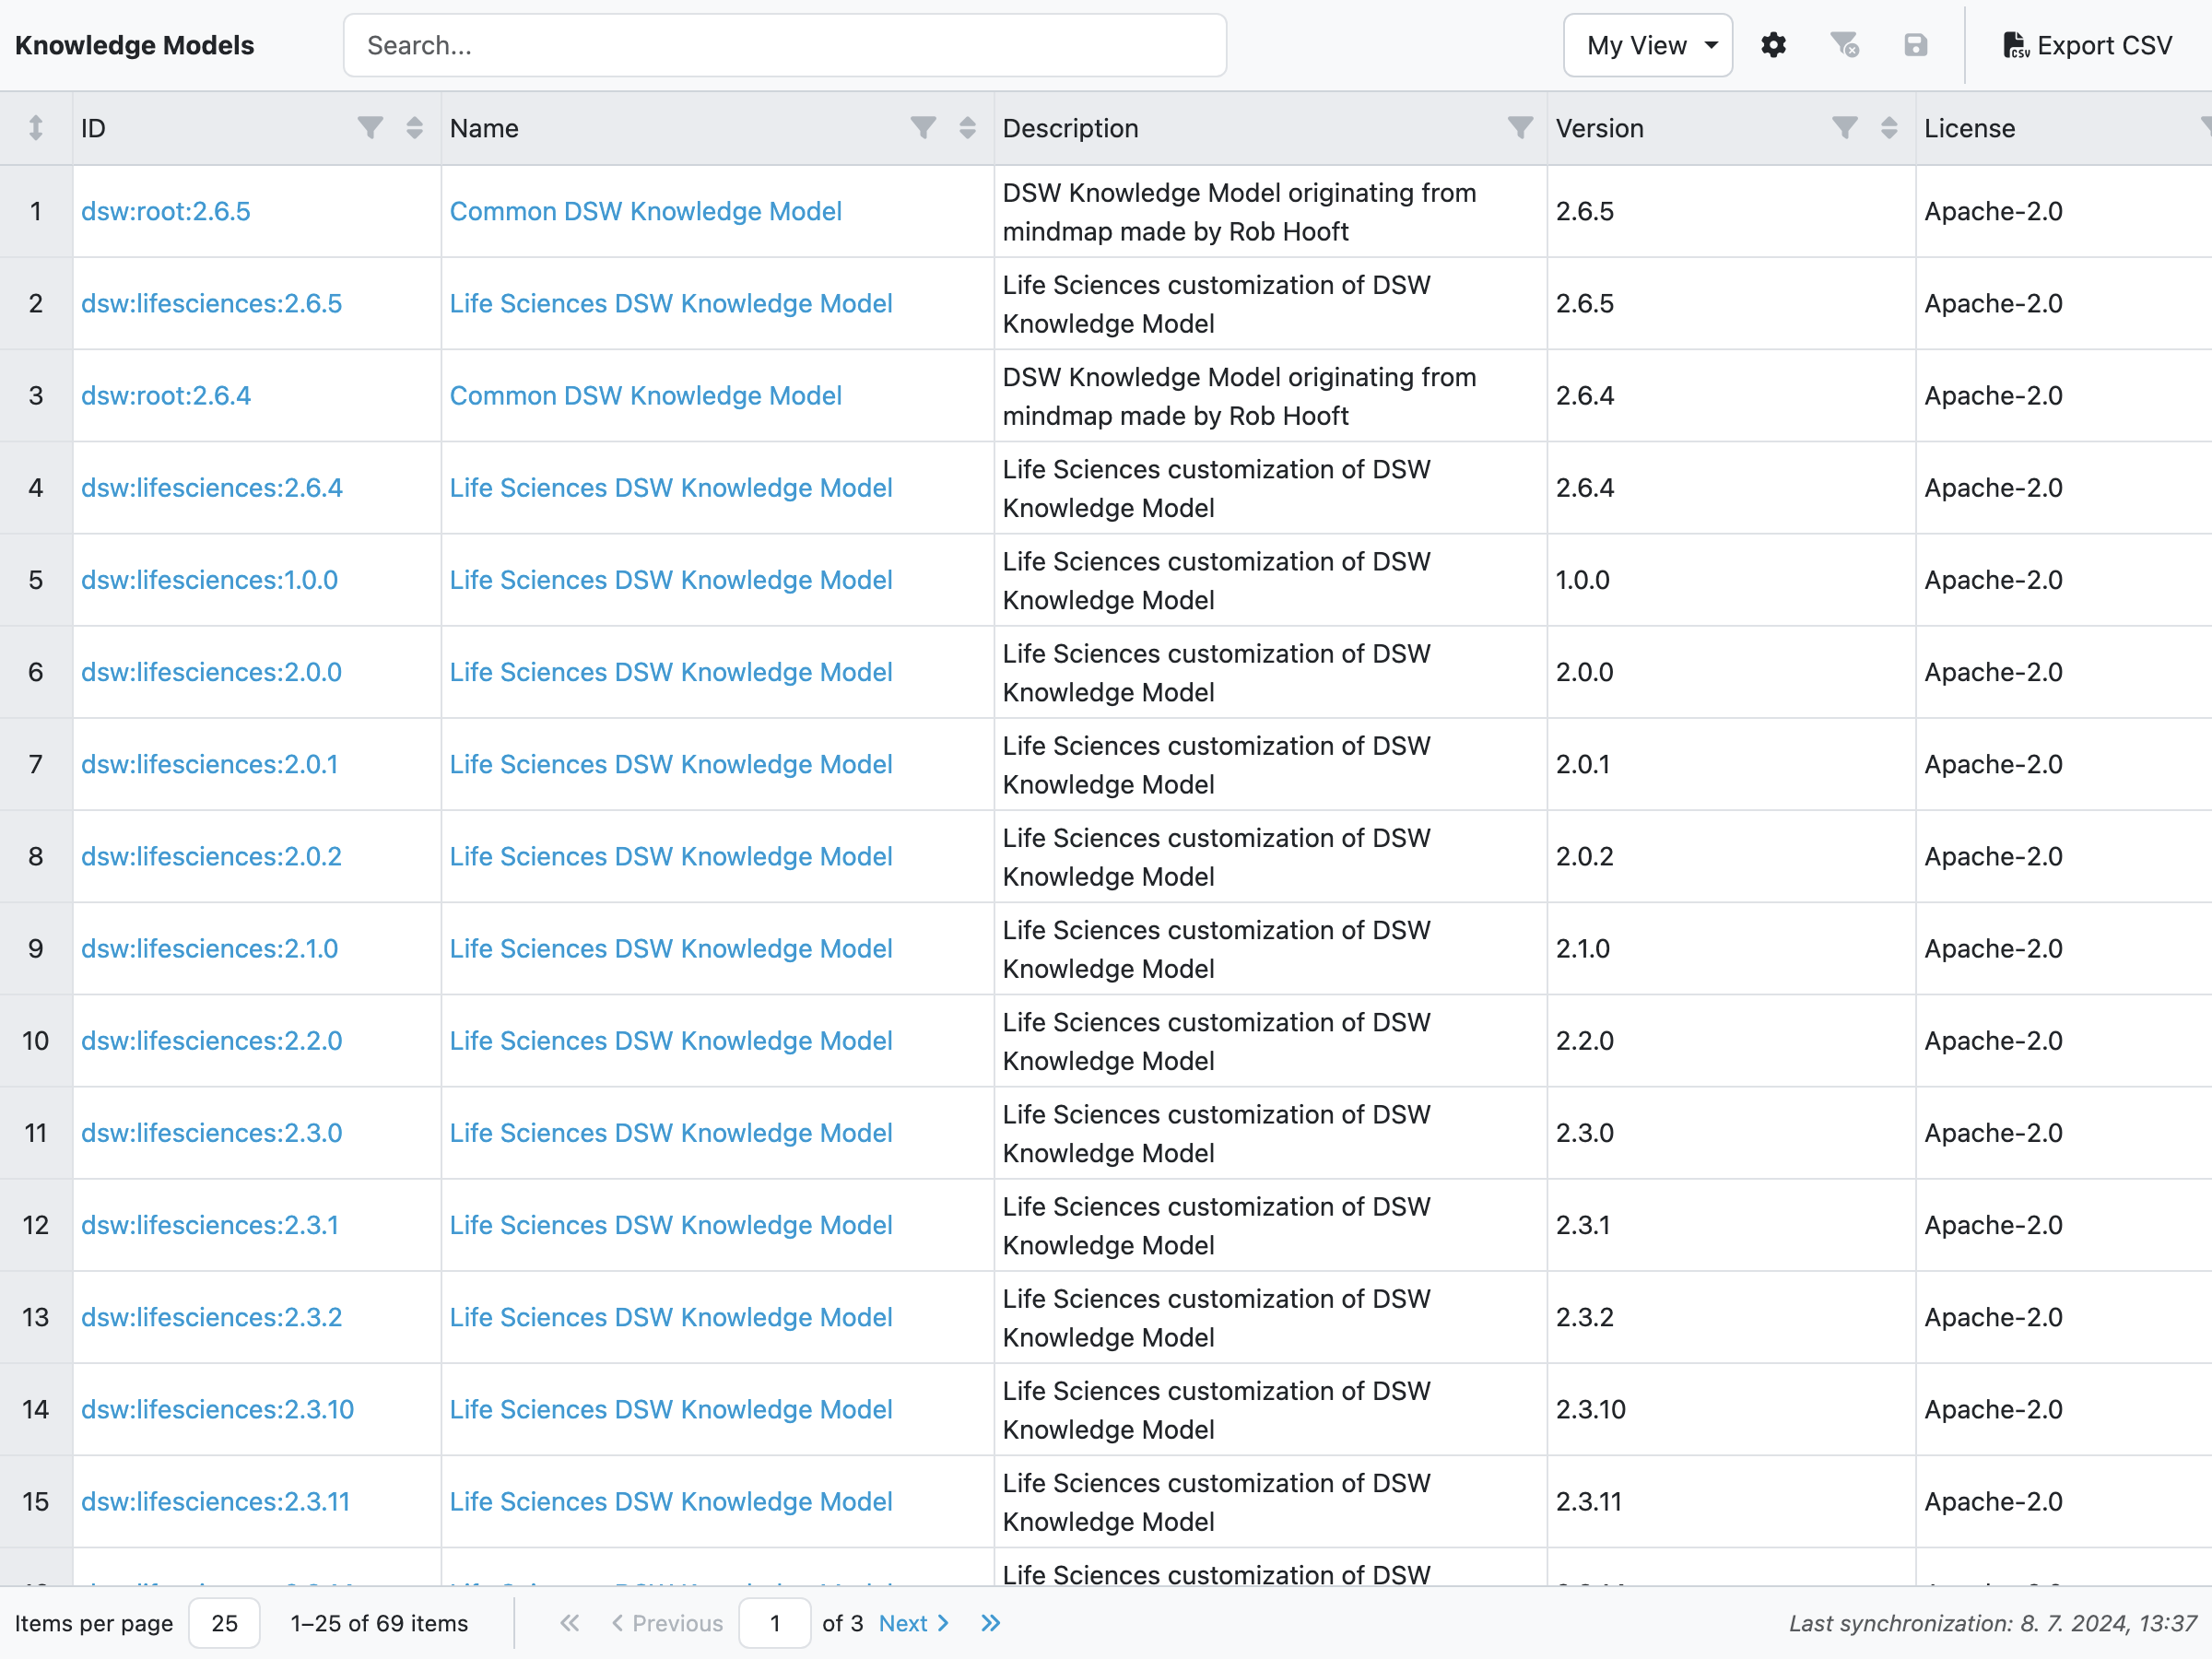 Knowledge Models
Search...
My View
CSV Export CSV
ID Name Description Version License
1 dsw:root:2.6.5 Common DSW Knowledge Model DSW Knowledge Model originating from
mindmap made by Rob Hooft 2.6.5 Apache-2.0
2 dsw:lifesciences:2.6.5 Life Sciences DSW Knowledge Model Life Sciences customization of DSW
Knowledge Model 2.6.5 Apache-2.0
3 dsw:root:2.6.4 Common DSW Knowledge Model DSW Knowledge Model originating from
mindmap made by Rob Hooft 2.6.4 Apache-2.0
4 dsw:lifesciences:2.6.4 Life Sciences DSW Knowledge Model Life Sciences customization of DSW
Knowledge Model 2.6.4 Apache-2.0
5 dsw:lifesciences:1.0.0 Life Sciences DSW Knowledge Model Life Sciences customization of DSW
Knowledge Model 1.0.0 Apache-2.0
6 dsw:lifesciences:2.0.0 Life Sciences DSW Knowledge Model Life Sciences customization of DSW
Knowledge Model 2.0.0 Apache-2.0
7 dsw:lifesciences:2.0.1 Life Sciences DSW Knowledge Model Life Sciences customization of DSW
Knowledge Model 2.0.1 Apache-2.0
8 dsw:lifesciences:2.0.2 Life Sciences DSW Knowledge Model Life Sciences customization of DSW
Knowledge Model 2.0.2 Apache-2.0
9 dsw:lifesciences:2.1.0 Life Sciences DSW Knowledge Model Life Sciences customization of DSW
Knowledge Model 2.1.0 Apache-2.0
10 dsw:lifesciences:2.2.0 Life Sciences DSW Knowledge Model Life Sciences customization of DSW
Knowledge Model 2.2.0 Apache-2.0
11 dsw:lifesciences:2.3.0 Life Sciences DSW Knowledge Model Life Sciences customization of DSW
Knowledge Model 2.3.0 Apache-2.0
12 dsw:lifesciences:2.3.1 Life Sciences DSW Knowledge Model Life Sciences customization of DSW
Knowledge Model 2.3.1 Apache-2.0
13 dsw:lifesciences:2.3.2 Life Sciences DSW Knowledge Model Life Sciences customization of DSW
Knowledge Model 2.3.2 Apache-2.0
14 dsw:lifesciences:2.3.10 Life Sciences DSW Knowledge Model Life Sciences customization of DSW
Knowledge Model 2.3.10 Apache-2.0
15 dsw:lifesciences:2.3.11 Life Sciences DSW Knowledge Model Life Sciences customization of DSW
Knowledge Model 2.3.11 Apache-2.0
Life Sciences customization of DSW
Items per page 25 1–25 of 69 items Previous 1 of 3 Next Last synchronization: 8. 7. 2024, 13:37